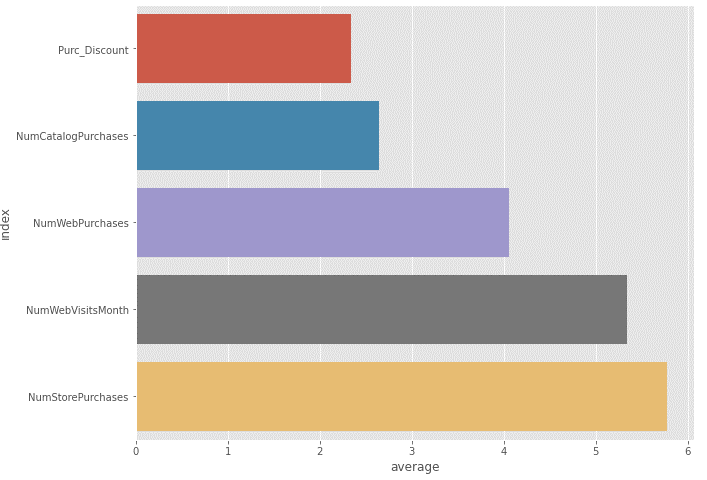 Purc_Discount
NumCatalogPurchases
NumWebPurchases
NumWebVisitsMonth
NumStorePurchases
index
0 1 2 3 4 5 6
average